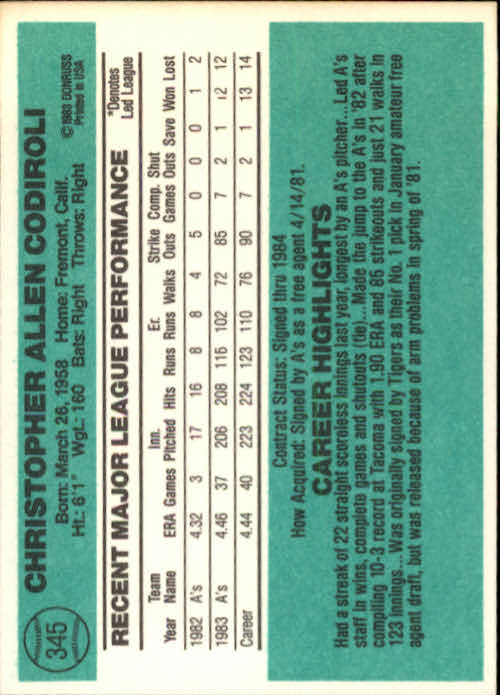 345
CHRISTOPHER ALLEN CODIROLI
Born: March 26, 1958 Home: Fremont, Calif.
Ht.: 6'1" Wgt.: 160 Bats: Right Throws: Right
© 1983 DONRUSS
Printed in USA
RECENT MAJOR LEAGUE PERFORMANCE
*Denotes
Led League
Team Inn. Er. Strike Comp. Shut
Year Name ERA Games Pitched Hits Runs Runs Walks Outs Games Outs Save Won Lost
1982 A's 4.32 3 17 16 8 8 4 5 0 0 0 1 2
1983 A's 4.46 37 206 208 116 102 72 85 7 2 1 12 12
Career 4.44 40 223 224 123 110 76 90 7 2 1 13 14
Contract Status: Signed thru 1984
How Acquired: Signed by A's as a free agent 4/14/81.
CAREER HIGHLIGHTS
Had a streak of 22 straight scoreless innings last year, longest by an A's pitcher...Led A's
staff in wins, complete games and shutouts (tie)...Made the jump to the A's in '82 after
compiling 10-3 record at Tacoma with 1.90 ERA and 85 strikeouts and just 21 walks in
123 innings...Was originally signed by Tigers as their No. 1 pick in January amateur free
agent draft, but was released because of arm problems in spring of '81.